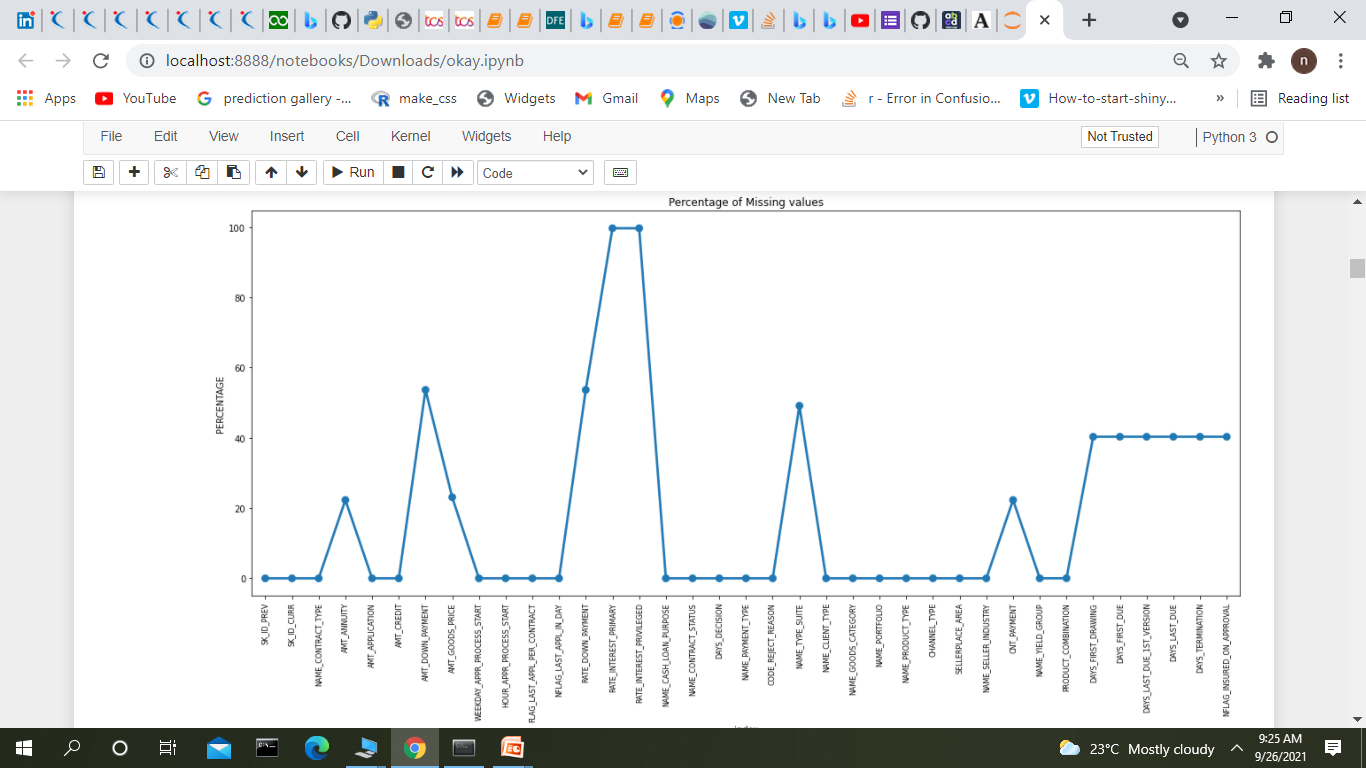 localhost:8888/notebooks/Downloads/okay.ipynb
n
Apps YouTube prediction gallery -... make_css Widgets Gmail Maps New Tab r - Error in Confusio... How-to-start-shiny... » Reading list
File Edit View Insert Cell Kernel Widgets Help Not Trusted Python 3
Run Code
Percentage of Missing values
PERCENTAGE
100
80
60
40
20
0
SK_ID_PREV
SK_ID_CURR
NAME_CONTRACT_TYPE
AMT_ANNUITY
AMT_APPLICATION
AMT_CREDIT
AMT_DOWN_PAYMENT
AMT_GOODS_PRICE
WEEKDAY_APPR_PROCESS_START
HOUR_APPR_PROCESS_START
FLAG_LAST_APPL_PER_CONTRACT
NFLAG_LAST_APPL_IN_DAY
RATE_DOWN_PAYMENT
RATE_INTEREST_PRIMARY
RATE_INTEREST_PRIVILEGED
NAME_CASH_LOAN_PURPOSE
NAME_CONTRACT_STATUS
DAYS_DECISION
NAME_PAYMENT_TYPE
CODE_REJECT_REASON
NAME_TYPE_SUITE
NAME_CLIENT_TYPE
NAME_GOODS_CATEGORY
NAME_PORTFOLIO
NAME_PRODUCT_TYPE
CHANNEL_TYPE
SELLERPLACE_AREA
NAME_SELLER_INDUSTRY
CNT_PAYMENT
NAME_YIELD_GROUP
PRODUCT_COMBINATION
DAYS_FIRST_DRAWING
DAYS_FIRST_DUE
DAYS_LAST_DUE_1ST_VERSION
DAYS_LAST_DUE
DAYS_TERMINATION
NFLAG_INSURED_ON_APPROVAL
23°C Mostly cloudy
9:25 AM
9/26/2021